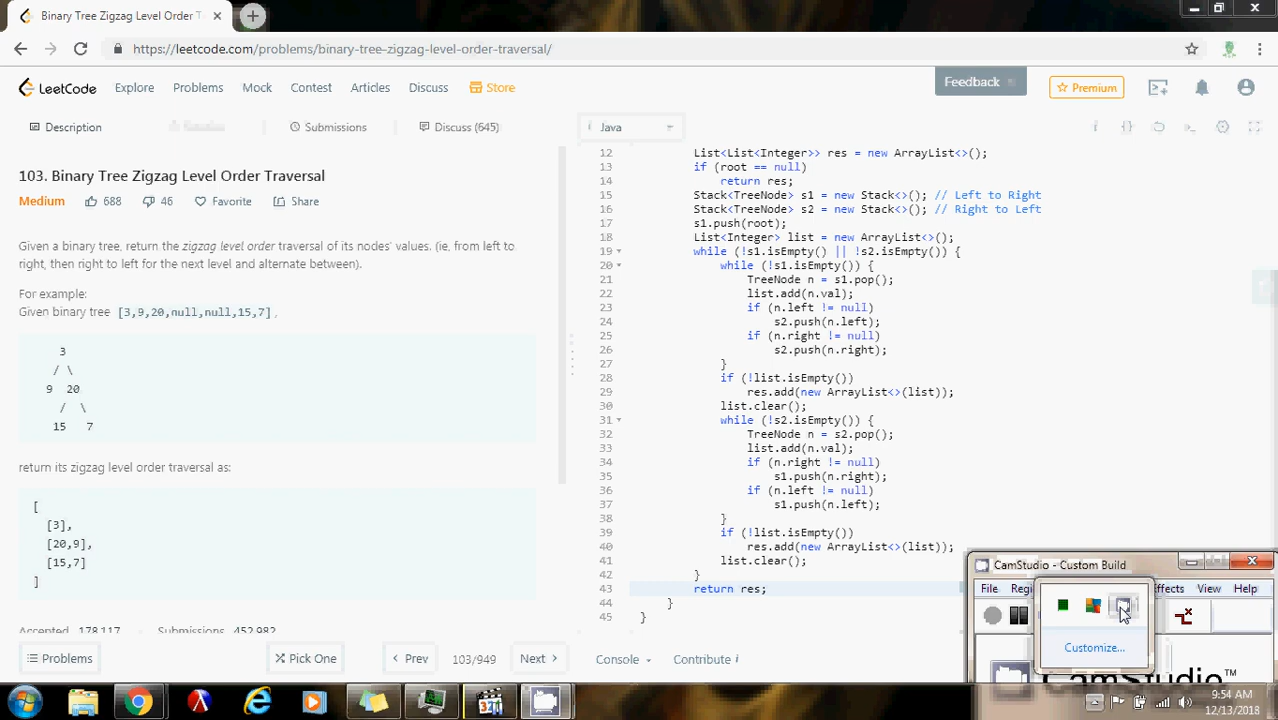 Binary Tree Zigzag Level Order T
https://leetcode.com/problems/binary-tree-zigzag-level-order-traversal/
LeetCode Explore Problems Mock Contest Articles Discuss Store Feedback Premium
Description Submissions Discuss (645) Java
103. Binary Tree Zigzag Level Order Traversal
Medium 688 46 Favorite Share
Given a binary tree, return the zigzag level order traversal of its nodes' values. (ie, from left to
right, then right to left for the next level and alternate between).
For example:
Given binary tree [3,9,20,null,null,15,7],
3
/ \
9 20
/ \
15 7
return its zigzag level order traversal as:
[
[3],
[20,9],
[15,7]
]
Accepted 178,117 Submissions 452,982
12 List<List<Integer>> res = new ArrayList<>();
13 if (root == null)
14 return res;
15 Stack<TreeNode> s1 = new Stack<>(); // Left to Right
16 Stack<TreeNode> s2 = new Stack<>(); // Right to Left
17 s1.push(root);
18 List<Integer> list = new ArrayList<>();
19 while (!s1.isEmpty() || !s2.isEmpty()) {
20 while (!s1.isEmpty()) {
21 TreeNode n = s1.pop();
22 list.add(n.val);
23 if (n.left != null)
24 s2.push(n.left);
25 if (n.right != null)
26 s2.push(n.right);
27 }
28 if (!list.isEmpty())
29 res.add(new ArrayList<>(list));
30 list.clear();
31 while (!s2.isEmpty()) {
32 TreeNode n = s2.pop();
33 list.add(n.val);
34 if (n.right != null)
35 s1.push(n.right);
36 if (n.left != null)
37 s1.push(n.left);
38 }
39 if (!list.isEmpty())
40 res.add(new ArrayList<>(list));
41 list.clear();
42 }
43 return res;
44 }
45 }
Problems Pick One Prev 103/949 Next Console Contribute
CamStudio - Custom Build
File View Help
Customize...
9:54 AM
12/13/2018